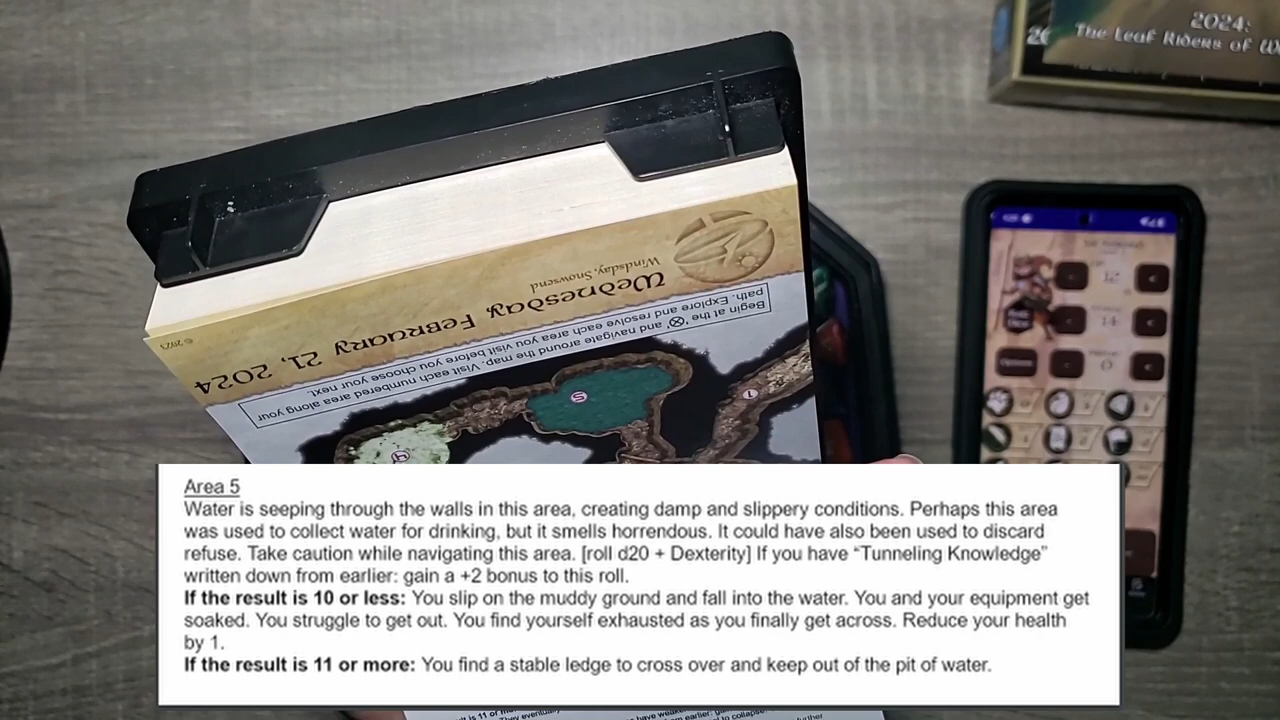 2024:
The Leaf Riders of
© 2023
Wednesday, February 21, 2024
Windsday, Snowsend
Begin at the "⊗" and navigate around the map. Visit each numbered area along your
path. Explore and resolve each area you visit before you choose your next.
1
5
4
Area 5
Water is seeping through the walls in this area, creating damp and slippery conditions. Perhaps this area
was used to collect water for drinking, but it smells horrendous. It could have also been used to discard
refuse. Take caution while navigating this area. [roll d20 + Dexterity] If you have “Tunneling Knowledge”
written down from earlier: gain a +2 bonus to this roll.
If the result is 10 or less: You slip on the muddy ground and fall into the water. You and your equipment get
soaked. You struggle to get out. You find yourself exhausted as you finally get across. Reduce your health
by 1.
If the result is 11 or more: You find a stable ledge to cross over and keep out of the pit of water.